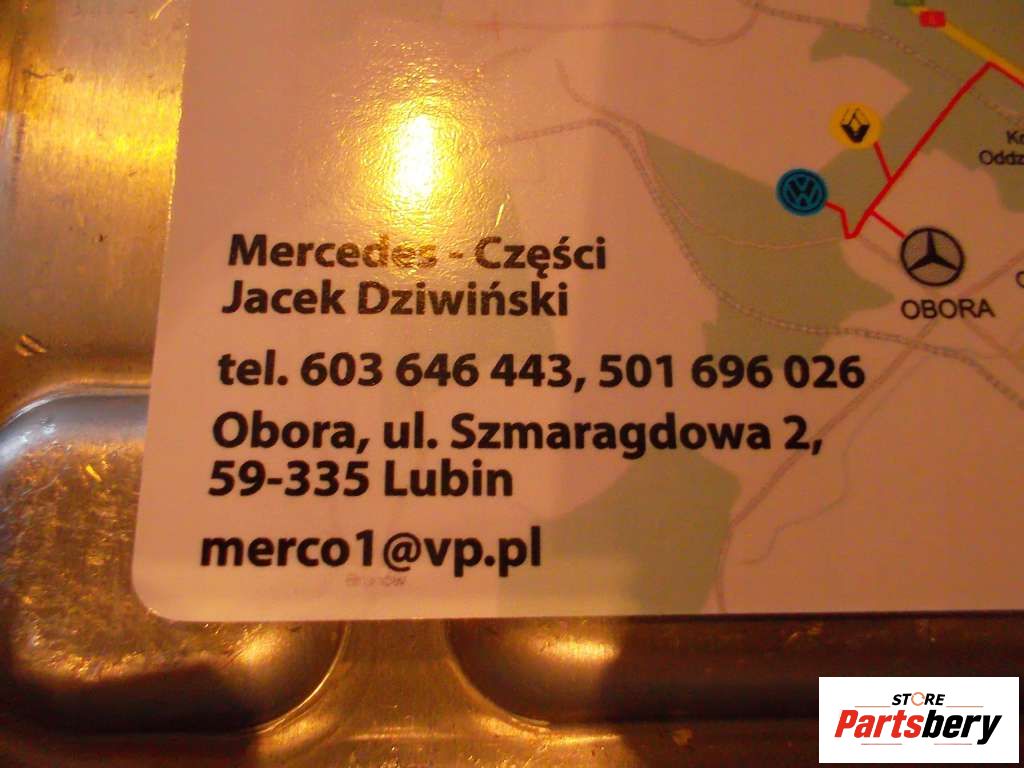 Mercedes - Części
Jacek Dziwiński
tel. 603 646 443, 501 696 026
Obora, ul. Szmaragdowa 2,
59-335 Lubin
merco1@vp.pl
OBORA
STORE
Partsbery